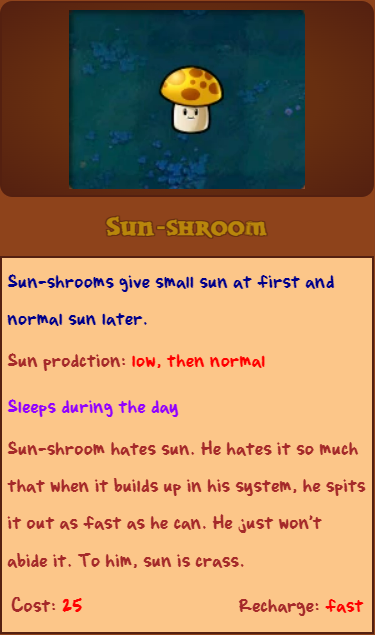 Sun-shroom
Sun-shrooms give small sun at first and
normal sun later.
Sun prodction: low, then normal
Sleeps during the day
Sun-shroom hates sun. He hates it so much
that when it builds up in his system, he spits
it out as fast as he can. He just won't
abide it. To him, sun is crass.
Cost: 25 Recharge: fast